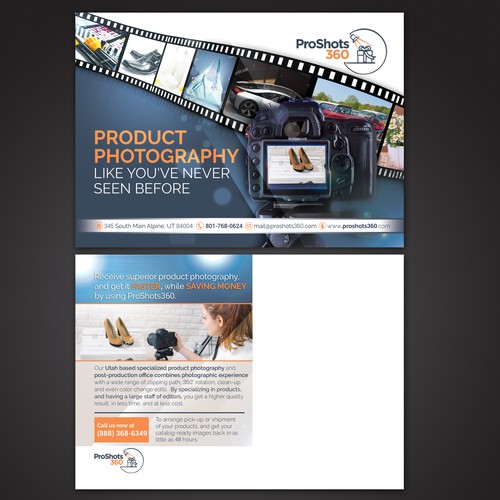 ProShots
360
PRODUCT
PHOTOGRAPHY
LIKE YOU'VE NEVER
SEEN BEFORE
345 South Main Alpine, UT 84004 801-768-0624 mail@proshots360.com www.proshots360.com
Receive superior product photography,
and get it FASTER, while SAVING MONEY
by using ProShots360.
Our Utah based specialized product photography and
post-production office combines photographic experience
with a wide range of clipping path, 360° rotation, clean-up
and even color change edits. By specializing in products,
and having a large staff of editors, you get a higher quality
result, in less time, and at less cost.
Call us now at
(888) 368-6349
To arrange pick-up or shipment
of your products, and get your
catalog-ready images back in as
little as 48 hours.
ProShots
360